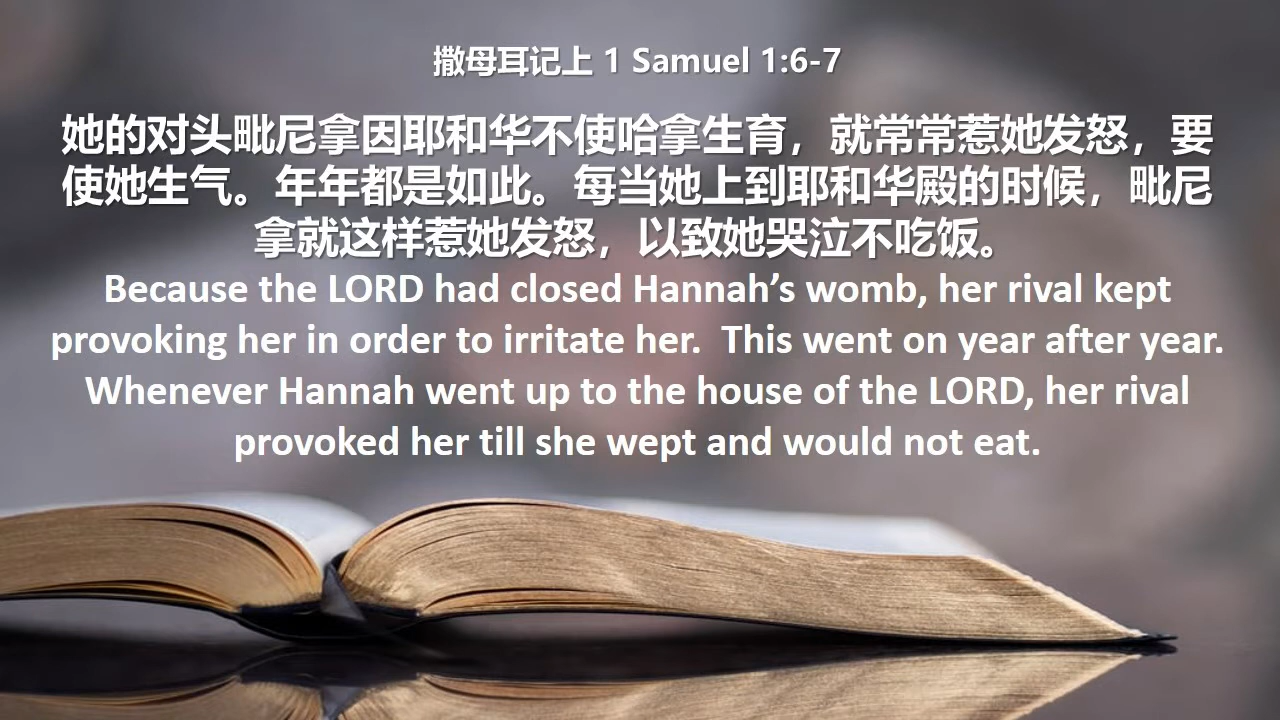 撒母耳记上 1 Samuel 1:6-7
她的对头毗尼拿因耶和华不使哈拿生育，就常常惹她发怒，要
使她生气。年年都是如此。每当她上到耶和华殿的时候，毗尼
拿就这样惹她发怒，以致她哭泣不吃饭。
Because the LORD had closed Hannah’s womb, her rival kept
provoking her in order to irritate her.  This went on year after year.
Whenever Hannah went up to the house of the LORD, her rival
provoked her till she wept and would not eat.